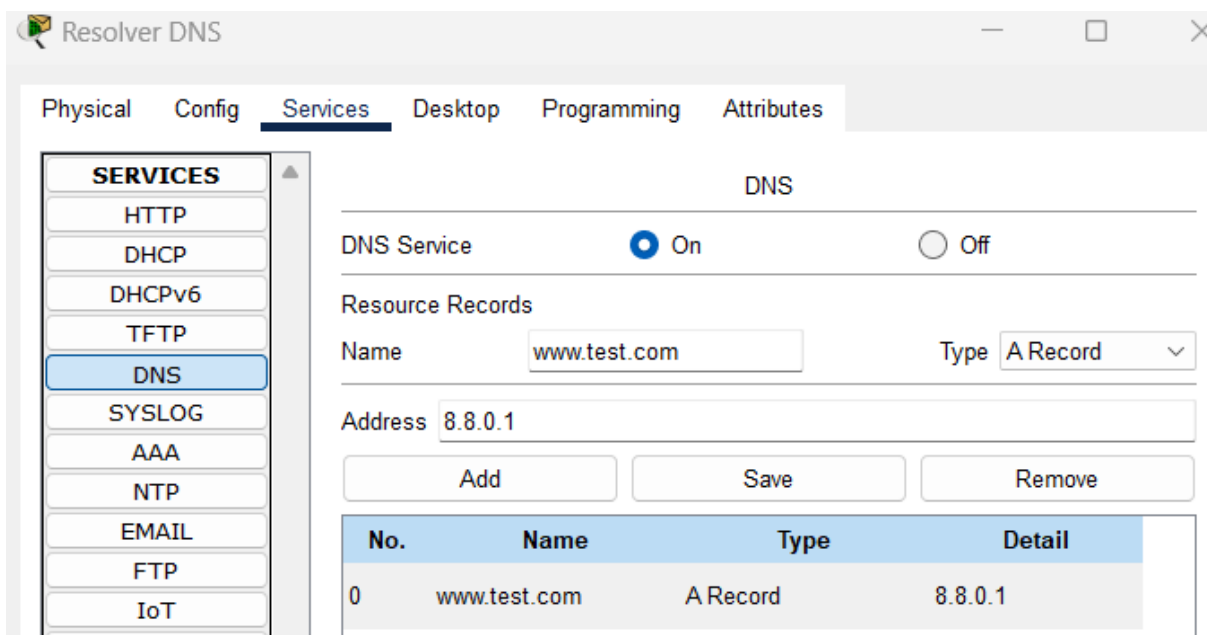 Resolver DNS
Physical Config Services Desktop Programming Attributes
SERVICES
HTTP
DHCP
DHCPv6
TFTP
DNS
SYSLOG
AAA
NTP
EMAIL
FTP
IoT
DNS
DNS Service On Off
Resource Records
Name www.test.com Type A Record
Address 8.8.0.1
Add Save Remove
No. Name Type Detail
0 www.test.com A Record 8.8.0.1